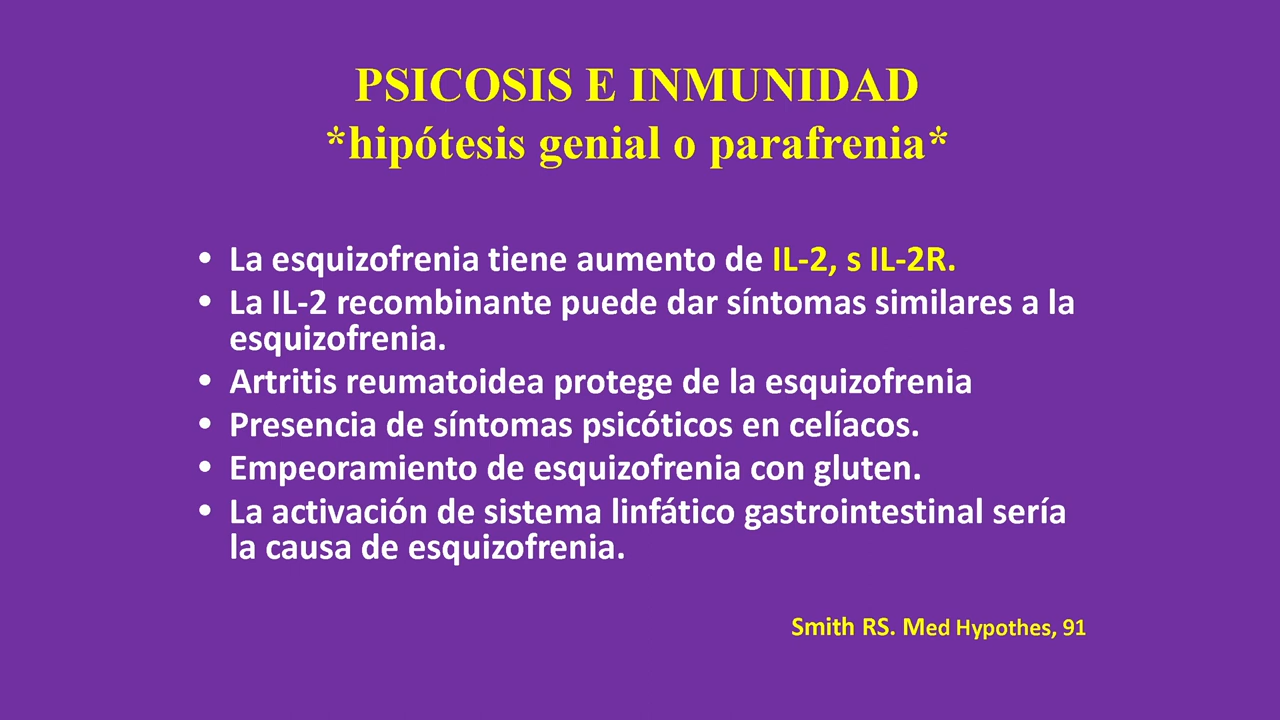 PSICOSIS E INMUNIDAD
*hipótesis genial o parafrenia*
• La esquizofrenia tiene aumento de IL-2, s IL-2R.
• La IL-2 recombinante puede dar síntomas similares a la
esquizofrenia.
• Artritis reumatoidea protege de la esquizofrenia
• Presencia de síntomas psicóticos en celíacos.
• Empeoramiento de esquizofrenia con gluten.
• La activación de sistema linfático gastrointestinal sería
la causa de esquizofrenia.
Smith RS. Med Hypothes, 91